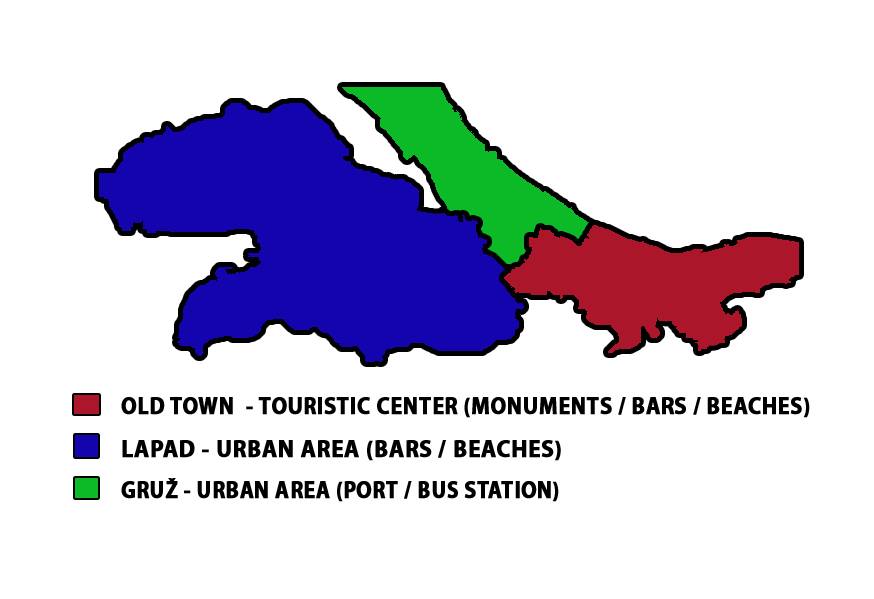 OLD TOWN - TOURISTIC CENTER (MONUMENTS / BARS / BEACHES)
LAPAD - URBAN AREA (BARS / BEACHES)
GRUŽ - URBAN AREA (PORT / BUS STATION)